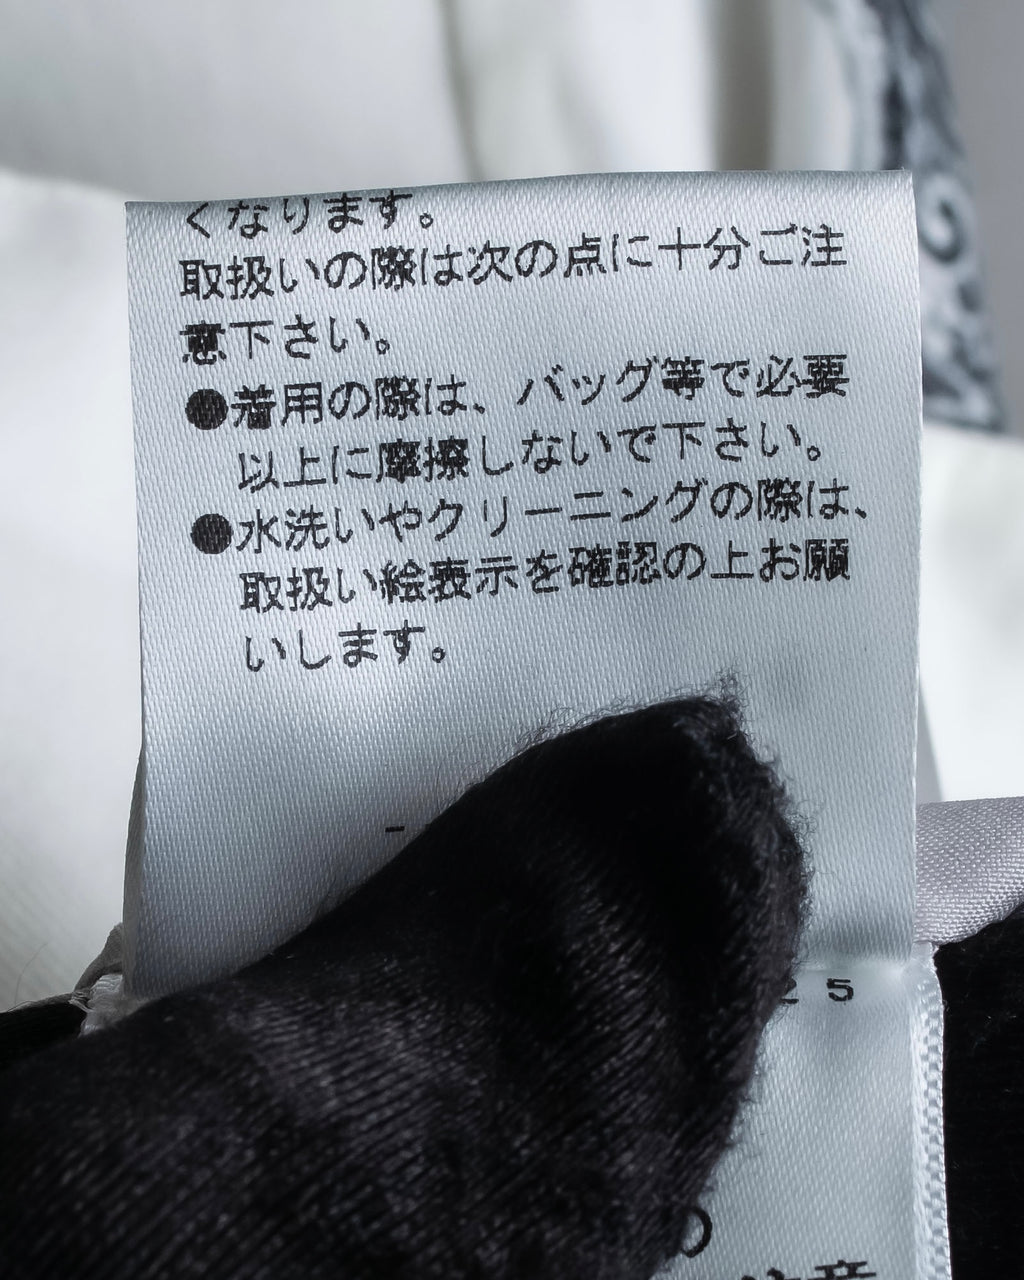 くなります。
取扱いの際は次の点に十分ご注
意下さい。
●着用の際は、バッグ等で必要
以上に摩擦しないで下さい。
●水洗いやクリーニングの際は、
取扱い絵表示を確認の上お願
いします。
-
25